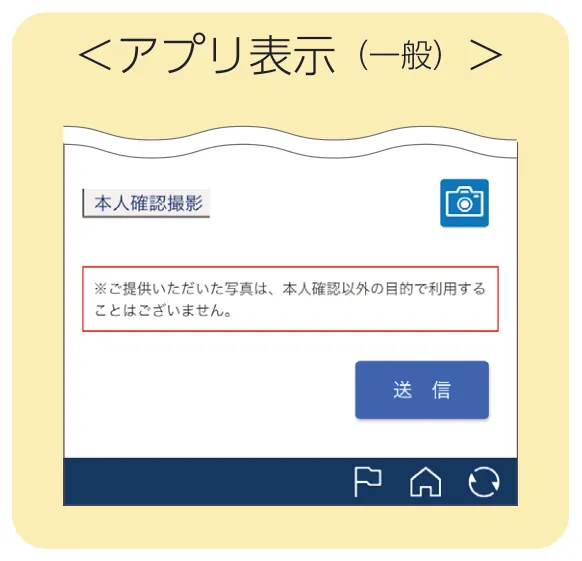 ＜アプリ表示（一般）＞
本人確認撮影
※ご提供いただいた写真は、本人確認以外の目的で利用する
ことはございません。
送　信